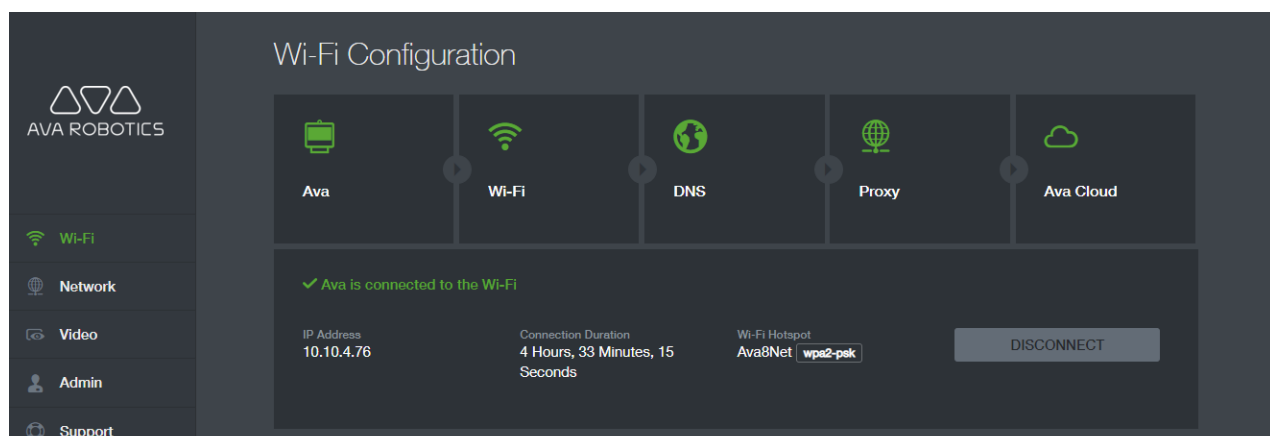 Wi-Fi Configuration
AVA ROBOTICS
Ava
Wi-Fi
DNS
Proxy
Ava Cloud
Wi-Fi
Network
Video
Admin
Support
✓ Ava is connected to the Wi-Fi
IP Address
10.10.4.76
Connection Duration
4 Hours, 33 Minutes, 15
Seconds
Wi-Fi Hotspot
Ava8Net wpa2-psk
DISCONNECT